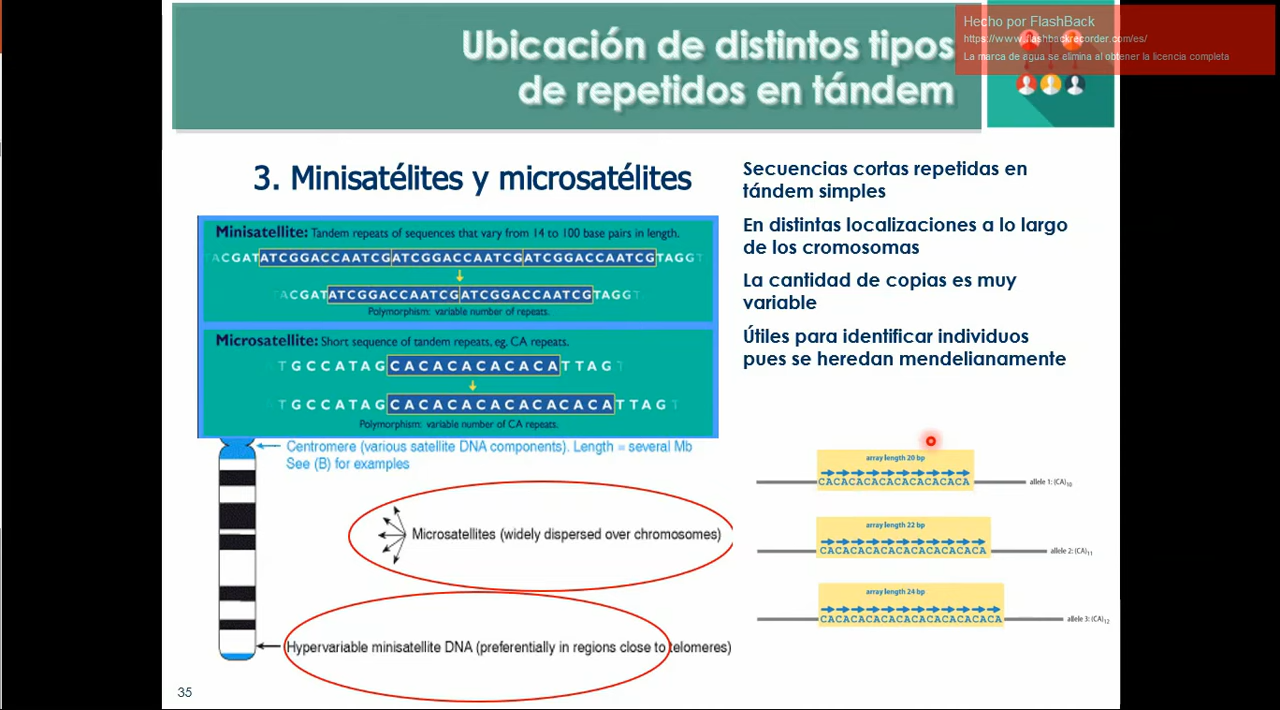 Ubicación de distintos tipos
de repetidos en tándem
Hecho por FlashBack
https://www.flashbackrecorder.com/es/
La marca de agua se elimina al obtener la licencia completa
3. Minisatélites y microsatélites
Minisatellite: Tandem repeats of sequences that vary from 14 to 100 base pairs in length.
ACGATATCGGACCAATCGATCGGACCAATCGATCGGACCAATCGTAGGT
ACGATATCGGACCAATCGATCGGACCAATCGTAGGT
Polymorphism: variable number of repeats.
Microsatellite: Short sequence of tandem repeats, eg. CA repeats.
TGCCATAGCACACACACACATTAGT
TGCCATAGCACACACACACACATTAGT
Polymorphism: variable number of CA repeats.
Centromere (various satellite DNA components). Length = several Mb
See (B) for examples
Microsatellites (widely dispersed over chromosomes)
Hypervariable minisatellite DNA (preferentially in regions close to telomeres)
35
Secuencias cortas repetidas en
tándem simples
En distintas localizaciones a lo largo
de los cromosomas
La cantidad de copias es muy
variable
Útiles para identificar individuos
pues se heredan mendelianamente
array length 20 bp
CACACACACACACACACACA
allele 1: (CA)10
array length 22 bp
CACACACACACACACACACACA
allele 2: (CA)11
array length 24 bp
CACACACACACACACACACACACA
allele 3: (CA)12